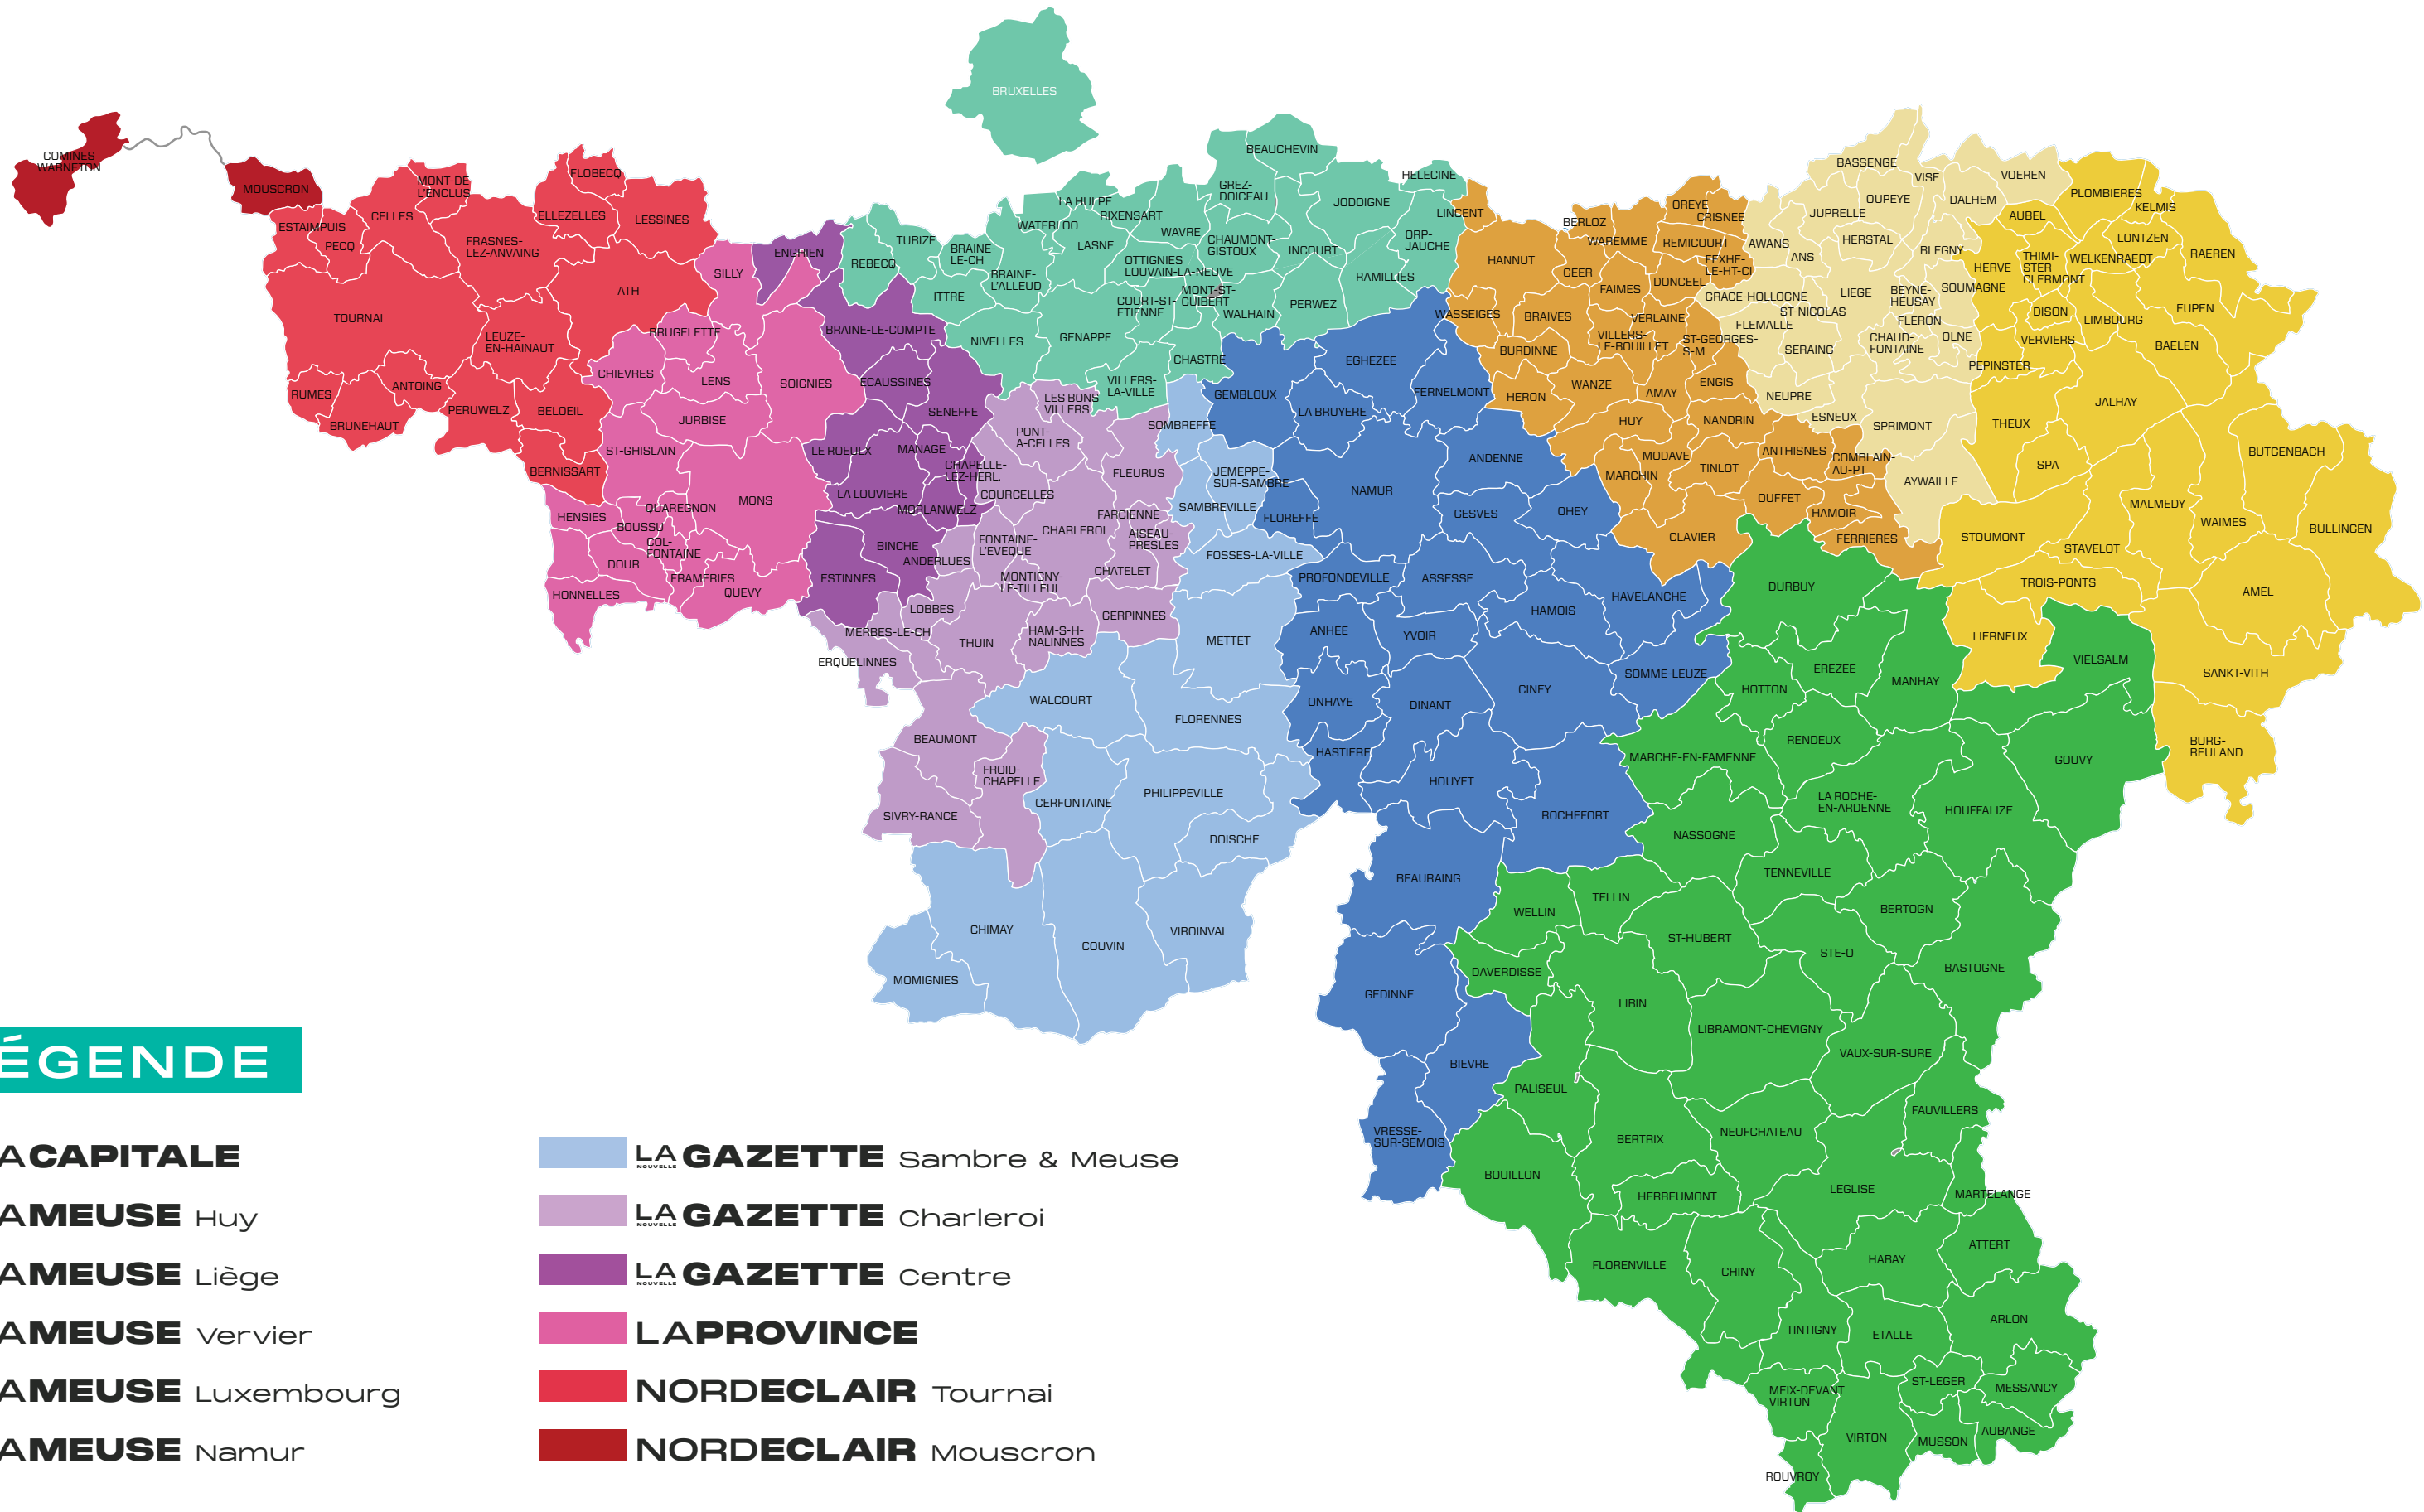 BRUXELLES
COMINES
WARNETON
MOUSCRON
ESTAIMPUIS
PECQ
CELLES
MONT-DE-
L'ENCLUS
FLOBECQ
ELLEZELLES
LESSINES
FRASNES-
LEZ-ANVAING
ATH
TOURNAI
LEUZE-
EN-HAINAUT
RUMES
ANTOING
BRUNEHAUT
PERUWELZ
BELOEIL
BERNISSART
SILLY
ENGHIEN
BRUGELETTE
CHIEVRES
LENS
SOIGNIES
JURBISE
ST-GHISLAIN
MONS
HENSIES
QUAREGNON
BOUSSU
COL-
FONTAINE
DOUR
FRAMERIES
QUEVY
HONNELLES
BRAINE-LE-COMPTE
ECAUSSINES
SENEFFE
LE ROEULX
MANAGE
CHAPELLE-
LEZ-HERL.
LA LOUVIERE
MORLANWELZ
BINCHE
ESTINNES
ANDERLUES
REBECQ
TUBIZE
BRAINE-
LE-CH
ITTRE
BRAINE-
L'ALLEUD
WATERLOO
LA HULPE
RIXENSART
LASNE
WAVRE
OTTIGNIES
LOUVAIN-LA-NEUVE
GREZ-
DOICEAU
BEAUCHEVIN
CHAUMONT-
GISTOUX
INCOURT
JODOIGNE
HELECINE
ORP-
JAUCHE
RAMILLIES
PERWEZ
MONT-ST-
GUIBERT
WALHAIN
COURT-ST-
ETIENNE
NIVELLES
GENAPPE
CHASTRE
VILLERS-
LA-VILLE
LES BONS
VILLERS
PONT-
A-CELLES
FLEURUS
COURCELLES
CHARLEROI
FARCIENNE
AISEAU-
PRESLES
FONTAINE-
L'EVEQUE
CHATELET
MONTIGNY-
LE-TILLEUL
LOBBES
MERBES-LE-CH
THUIN
HAM-S-H-
NALINNES
GERPINNES
ERQUELINNES
BEAUMONT
FROID-
CHAPELLE
SIVRY-RANCE
SOMBREFFE
JEMEPPE-
SUR-SAMBRE
SAMBREVILLE
FOSSES-LA-VILLE
METTET
WALCOURT
FLORENNES
CERFONTAINE
PHILIPPEVILLE
DOISCHE
CHIMAY
COUVIN
VIROINVAL
MOMIGNIES
GEMBLOUX
EGHEZEE
LA BRUYERE
FERNELMONT
NAMUR
FLOREFFE
ANDENNE
GESVES
OHEY
PROFONDEVILLE
ASSESSE
HAVELANCHE
HAMOIS
ANHEE
YVOIR
SOMME-LEUZE
CINEY
ONHAYE
DINANT
HASTIERE
HOUYET
ROCHEFORT
BEAURAING
GEDINNE
BIEVRE
VRESSE-
SUR-SEMOIS
LINCENT
HANNUT
BERLOZ
WAREMME
OREYE
CRISNEE
REMICOURT
FEXHE-
LE-HT-CL
GEER
FAIMES
DONCEEL
WASSEIGES
BRAIVES
VERLAINE
VILLERS-
LE-BOUILLET
ST-GEORGES-
S-M
BURDINNE
HERON
WANZE
AMAY
ENGIS
HUY
NANDRIN
MARCHIN
MODAVE
TINLOT
ANTHISNES
COMBLAIN-
AU-PT
OUFFET
HAMOIR
CLAVIER
FERRIERES
BASSENGE
VISE
VOEREN
OUPEYE
DALHEM
JUPRELLE
HERSTAL
AWANS
ANS
BLEGNY
GRACE-HOLLOGNE
LIEGE
BEYNE-
HEUSAY
SOUMAGNE
ST-NICOLAS
FLERON
FLEMALLE
SERAING
CHAUD-
FONTAINE
OLNE
NEUPRE
ESNEUX
SPRIMONT
AYWAILLE
PLOMBIERES
KELMIS
AUBEL
LONTZEN
RAEREN
WELKENRAEDT
THIMI-
STER
CLERMONT
HERVE
DISON
LIMBOURG
EUPEN
VERVIERS
BAELEN
PEPINSTER
THEUX
JALHAY
SPA
BUTGENBACH
MALMEDY
WAIMES
BULLINGEN
STOUMONT
STAVELOT
TROIS-PONTS
AMEL
LIERNEUX
SANKT-VITH
BURG-
REULAND
DURBUY
VIELSALM
EREZEE
HOTTON
MANHAY
MARCHE-EN-FAMENNE
RENDEUX
GOUVY
LA ROCHE-
EN-ARDENNE
HOUFFALIZE
NASSOGNE
TENNEVILLE
TELLIN
WELLIN
BERTOGN
ST-HUBERT
STE-O
BASTOGNE
DAVERDISSE
LIBIN
LIBRAMONT-CHEVIGNY
VAUX-SUR-SURE
PALISEUL
FAUVILLERS
BERTRIX
NEUFCHATEAU
BOUILLON
HERBEUMONT
LEGLISE
MARTELANGE
ATTERT
FLORENVILLE
CHINY
HABAY
TINTIGNY
ETALLE
ARLON
ST-LEGER
MESSANCY
MEIX-DEVANT
VIRTON
VIRTON
MUSSON
AUBANGE
ROUVROY
ÉGENDE
ACAPITALE
AMEUSE Huy
AMEUSE Liège
AMEUSE Vervier
AMEUSE Luxembourg
AMEUSE Namur
LA NOUVELLE GAZETTE Sambre & Meuse
LA NOUVELLE GAZETTE Charleroi
LA NOUVELLE GAZETTE Centre
LAPROVINCE
NORDECLAIR Tournai
NORDECLAIR Mouscron